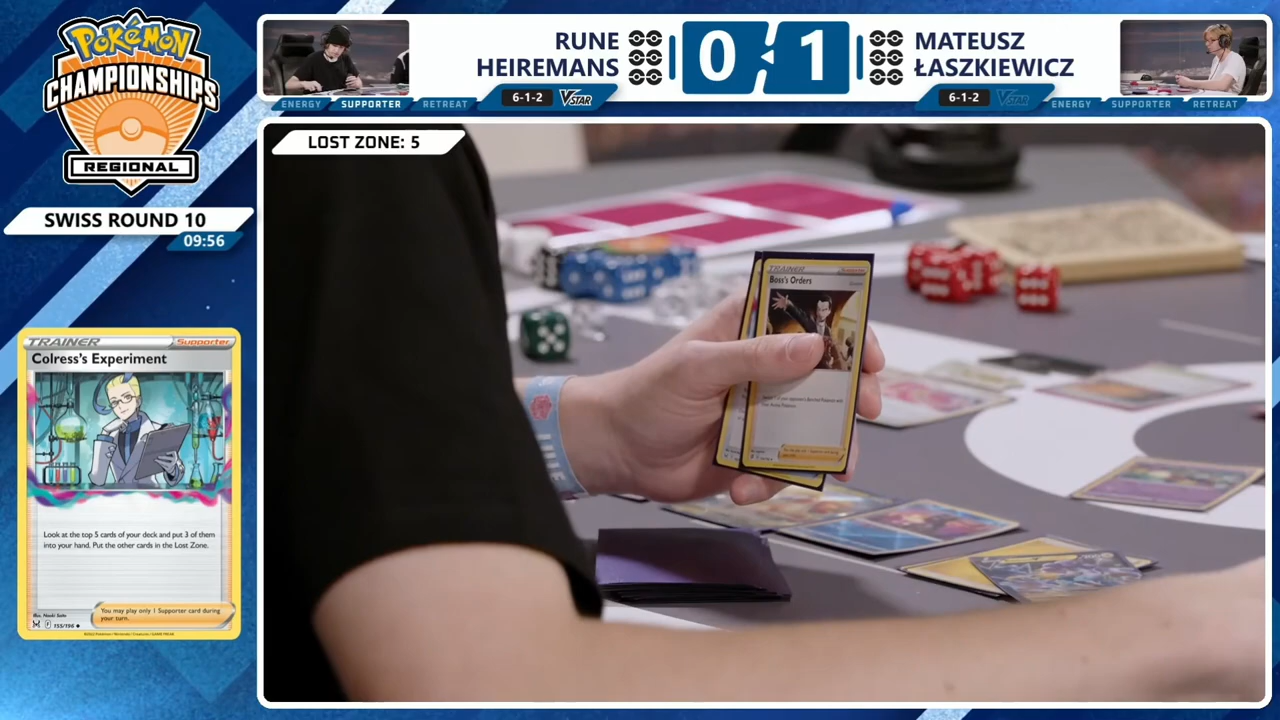 Pokémon
CHAMPIONSHIPS
REGIONAL
SWISS ROUND 10
09:56
RUNE
HEIREMANS
0
1
MATEUSZ
ŁASZKIEWICZ
ENERGY
SUPPORTER
RETREAT
6-1-2
VSTAR
6-1-2
VSTAR
ENERGY
SUPPORTER
RETREAT
LOST ZONE: 5
TRAINER
Supporter
Colress's Experiment
Look at the top 5 cards of your deck and put 3 of them
into your hand. Put the other cards in the Lost Zone.
You may play only 1 Supporter card during
your turn.
155/196
TRAINER
Supporter
Boss's Orders